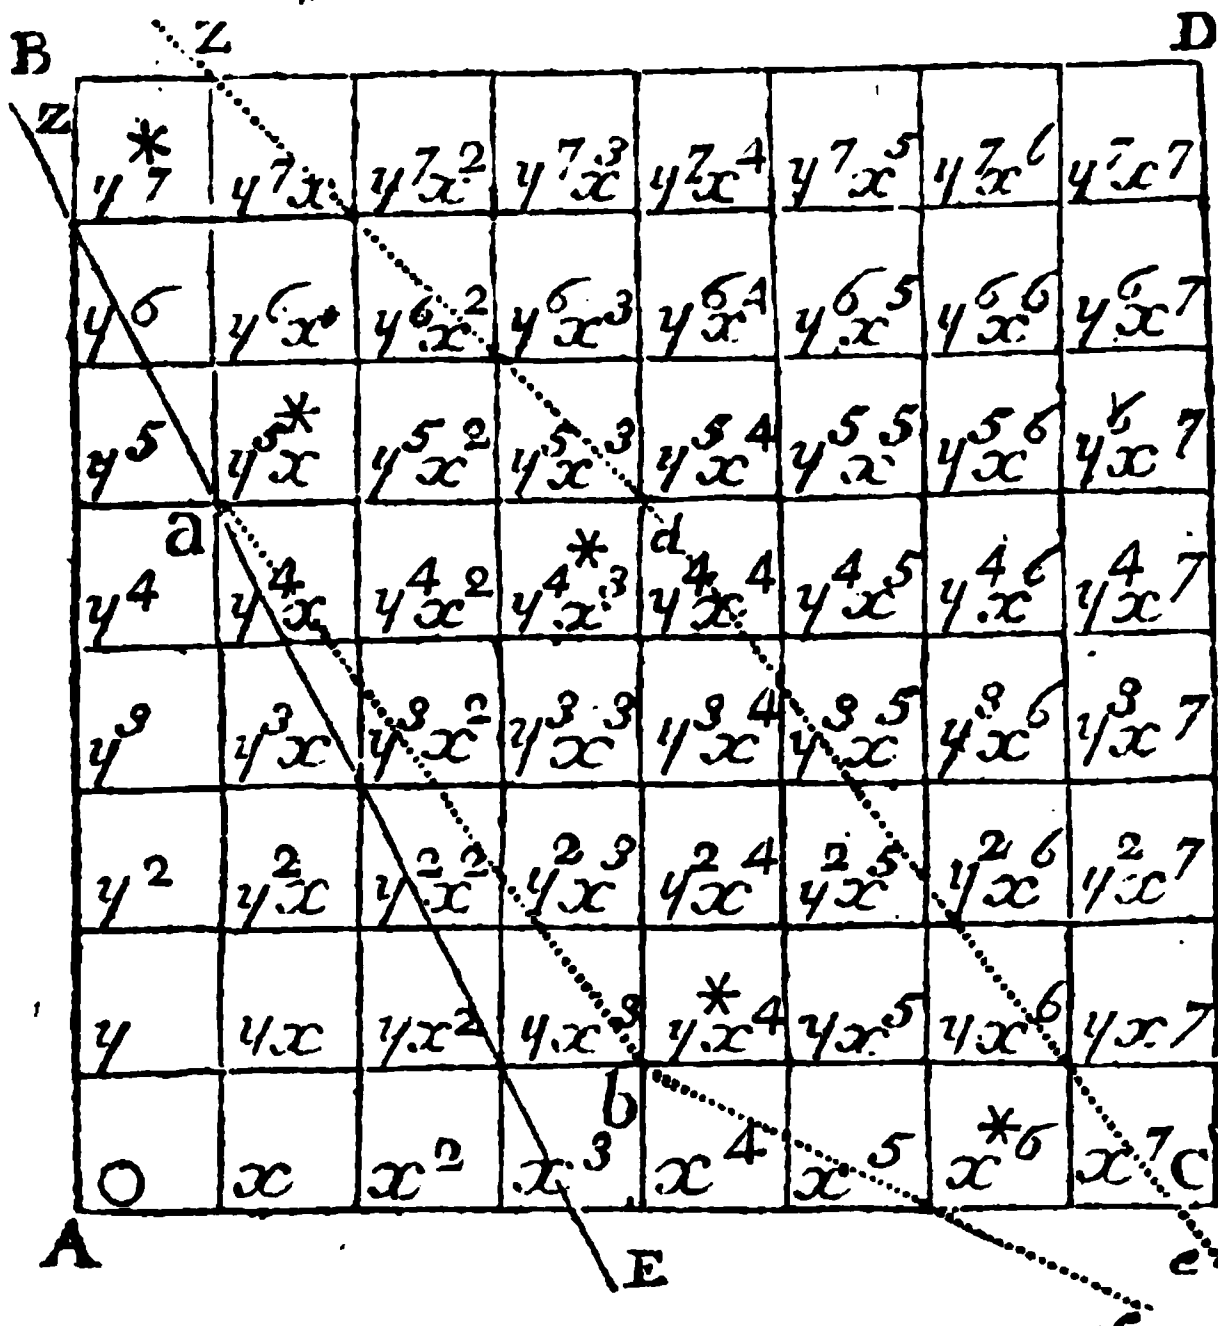 B Z D
Z * * 
y⁷ y⁷x y⁷x² y⁷x³ y⁷x⁴ y⁷x⁵ y⁷x⁶ y⁷x⁷
y⁶ y⁶x y⁶x² y⁶x³ y⁶x⁴ y⁶x⁵ y⁶x⁶ y⁶x⁷
*
y⁵ y⁵x y⁵x² y⁵x³ y⁵x⁴ y⁵x⁵ y⁵x⁶ y⁶x⁷
a * d
y⁴ y⁴x y⁴x² y⁴x³ y⁴x⁴ y⁴x⁵ y⁴x⁶ y⁴x⁷
y³ y³x y³x² y³x³ y³x⁴ y³x⁵ y³x⁶ y³x⁷
y² y²x y²x² y²x³ y²x⁴ y²x⁵ y²x⁶ y²x⁷
*
y yx yx² yx³ yx⁴ yx⁵ yx⁶ yx⁷
b * C
O x x² x³ x⁴ x⁵ x⁶ x⁷
A E e